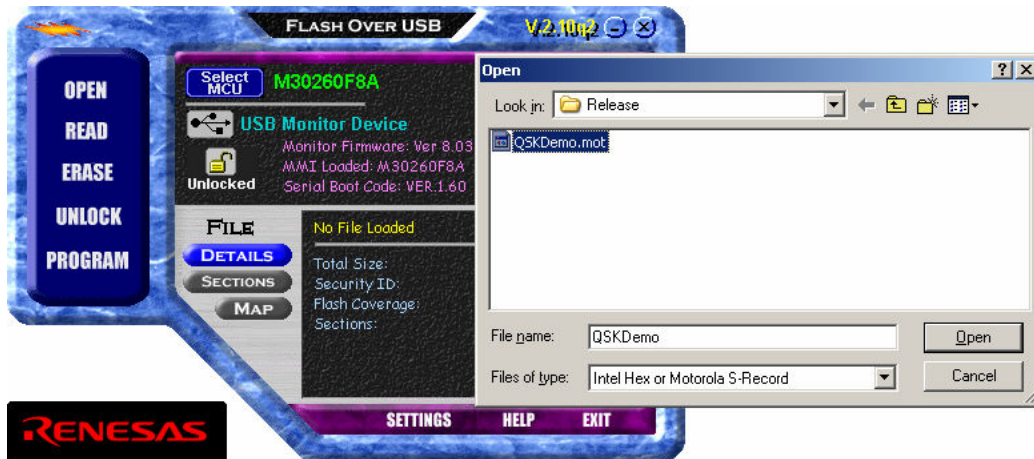 FLASH OVER USB
V.2.10q2
OPEN
READ
ERASE
UNLOCK
PROGRAM
Select
MCU
M30260F8A
USB Monitor Device
Monitor Firmware: Ver 8.03
MMI Loaded: M30260F8A
Serial Boot Code: VER.1.60
Unlocked
FILE
DETAILS
SECTIONS
MAP
No File Loaded
Total Size:
Security ID:
Flash Coverage:
Sections:
SETTINGS
HELP
EXIT
RENESAS
Open
Look in:
Release
QSKDemo.mot
File name:
QSKDemo
Open
Files of type:
Intel Hex or Motorola S-Record
Cancel